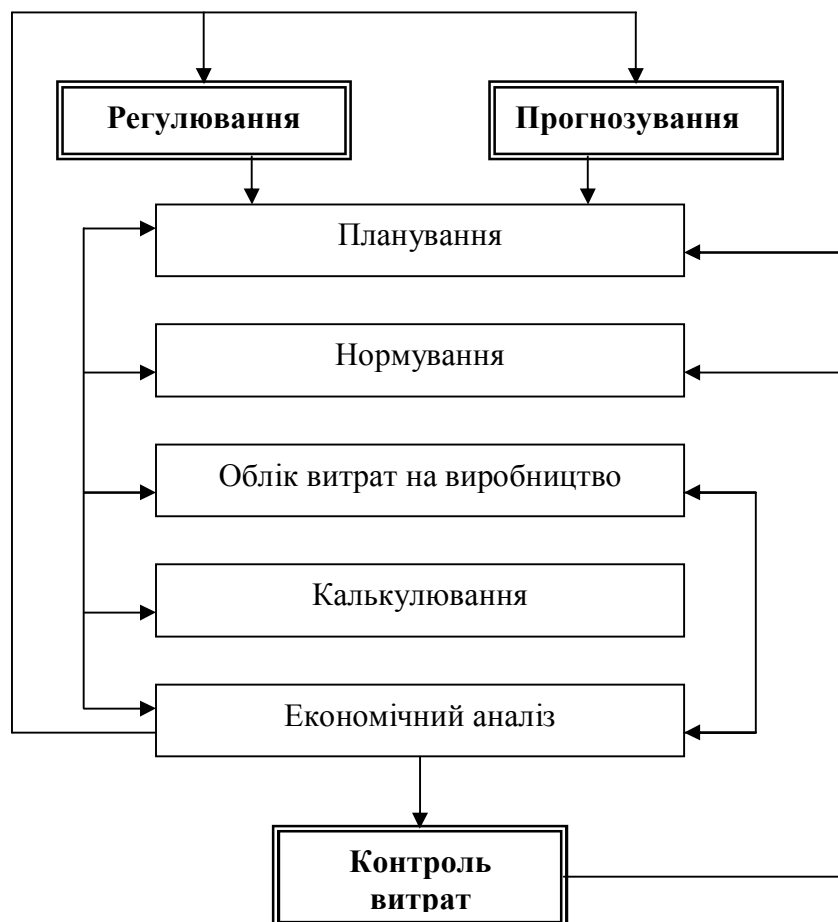 Регулювання
Прогнозування
Планування
Нормування
Облік витрат на виробництво
Калькулювання
Економічний аналіз
Контроль
витрат